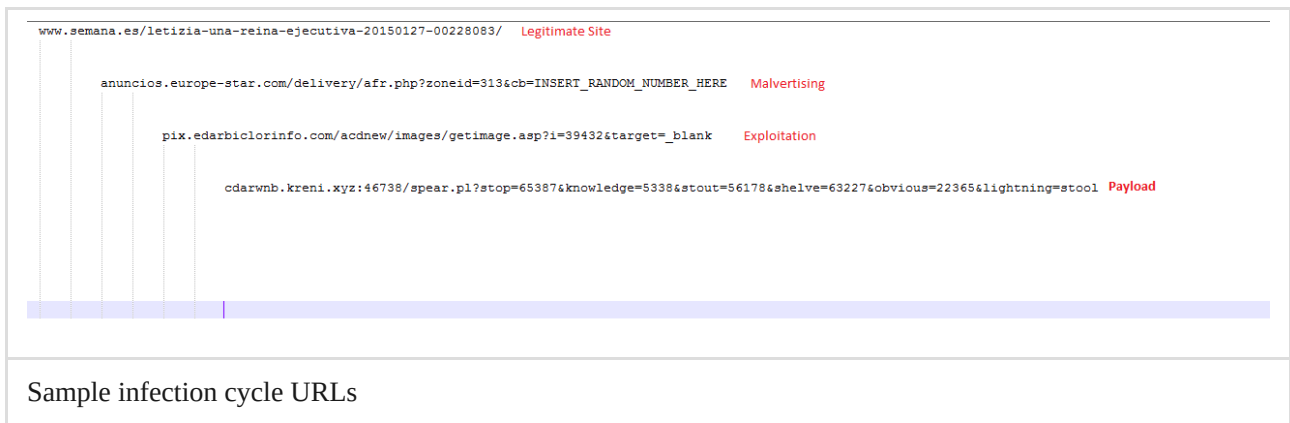 www.semana.es/letizia-una-reina-ejecutiva-20150127-00228083/ Legitimate Site
anuncios.europe-star.com/delivery/afr.php?zoneid=313&cb=INSERT_RANDOM_NUMBER_HERE Malvertising
pix.edarbiclorinfo.com/acdnew/images/getimage.asp?i=39432&target=_blank Exploitation
cdarwnb.kreni.xyz:46738/spear.pl?stop=65387&knowledge=5338&stout=56178&shelve=63227&obvious=22365&lightning=stool Payload
Sample infection cycle URLs